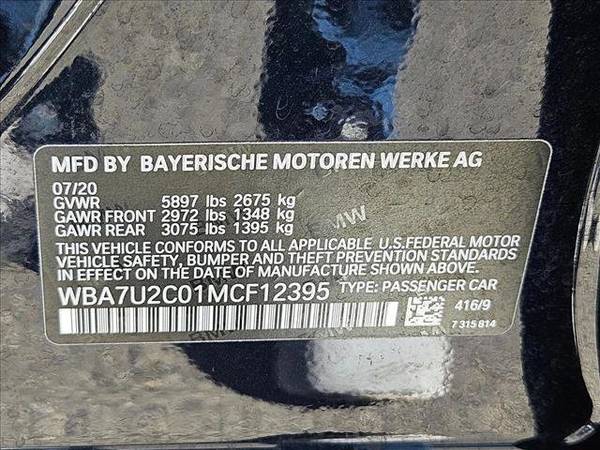 MFD BY BAYERISCHE MOTOREN WERKE AG
07/20
GVWR 5897 lbs 2675 kg
GAWR FRONT 2972 lbs 1348 kg
GAWR REAR 3075 lbs 1395 kg
THIS VEHICLE CONFORMS TO ALL APPLICABLE U.S.FEDERAL MOTOR
VEHICLE SAFETY, BUMPER AND THEFT PREVENTION STANDARDS
IN EFFECT ON THE DATE OF MANUFACTURE SHOWN ABOVE.
WBA7U2C01MCF12395 TYPE: PASSENGER CAR
416/9
7 315 814
BMW